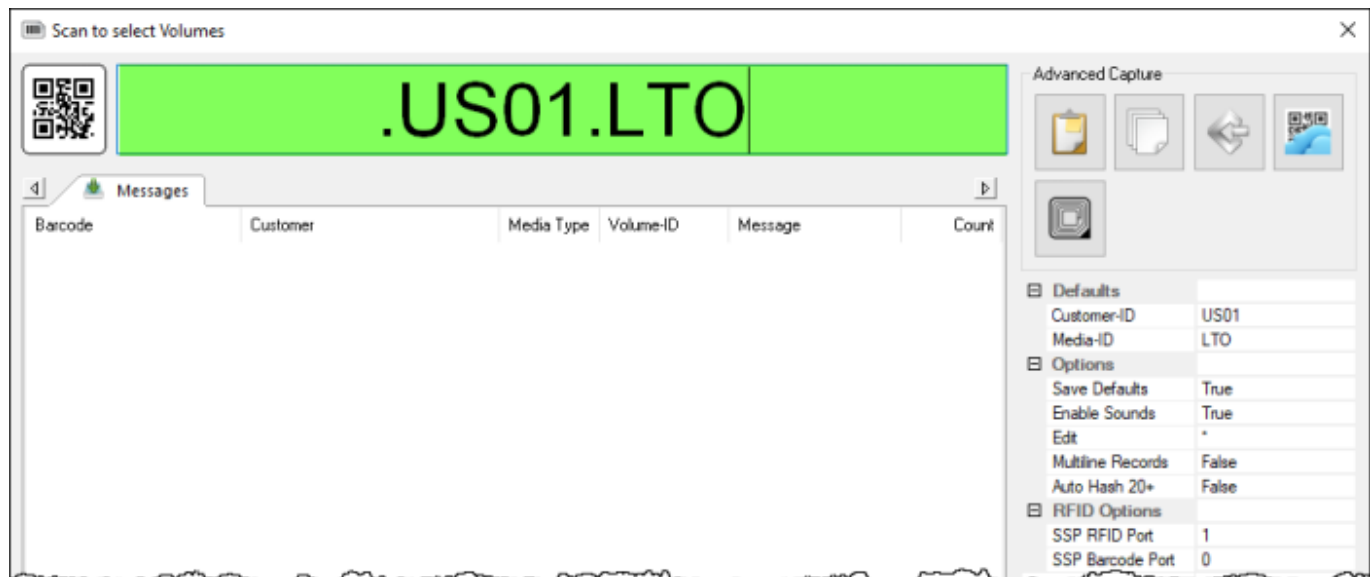 Scan to select Volumes
.US01.LTO
Messages
Barcode Customer Media Type Volume-ID Message Count
Advanced Capture
Defaults
Customer-ID US01
Media-ID LTO
Options
Save Defaults True
Enable Sounds True
Edit *
Multiline Records False
Auto Hash 20+ False
RFID Options
SSP RFID Port 1
SSP Barcode Port 0